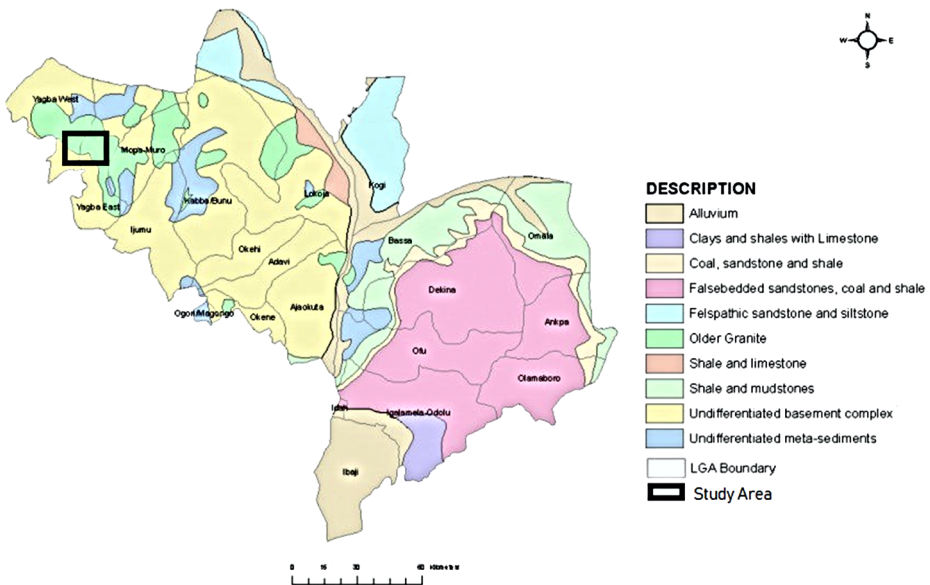 N
W E
S
Yagba West
Mopa-Muro
Kogi
Lokoja
Kabba/Bunu
Yagba East
Ijumu
Bassa
Omala
Okehi
Adavi
Dekina
Ajaokuta
Ogori/Magongo
Okene
Ankpa
Ofu
Olamaboro
Idah
Igalamela-Odolu
Ibaji
DESCRIPTION
Alluvium
Clays and shales with Limestone
Coal, sandstone and shale
Falsebedded sandstones, coal and shale
Felspathic sandstone and siltstone
Older Granite
Shale and limestone
Shale and mudstones
Undifferentiated basement complex
Undifferentiated meta-sediments
LGA Boundary
Study Area
0 15 30 60 Kilometers